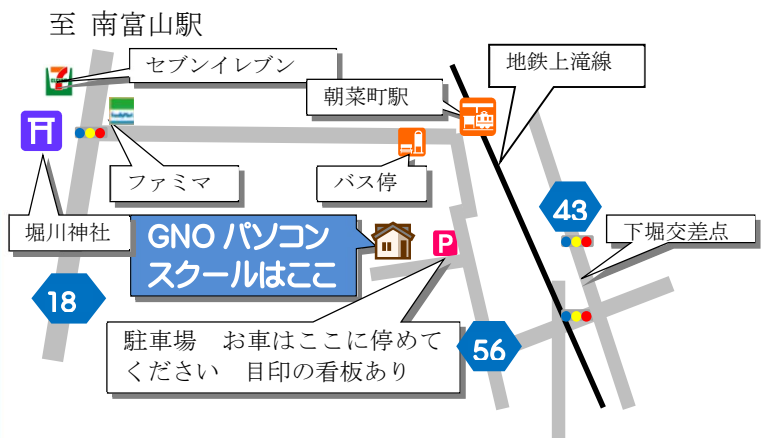 至 南富山駅
セブンイレブン
地鉄上滝線
朝菜町駅
ファミマ
バス停
堀川神社
GNO パソコン
スクールはここ
P
43
下堀交差点
18
駐車場　お車はここに停めて
ください　目印の看板あり
56